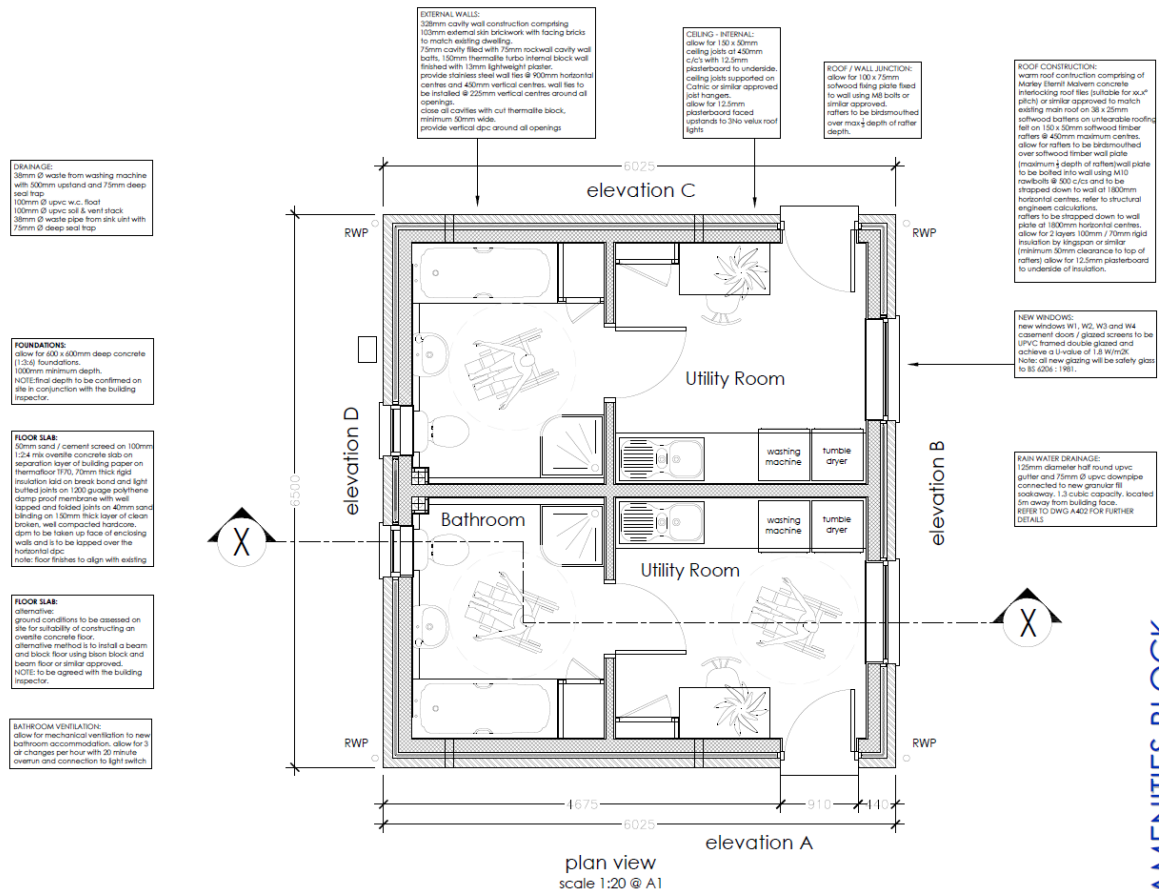 EXTERNAL WALLS:
328mm cavity wall construction comprising
103mm external skin brickwork with facing bricks
to match existing dwelling.
75mm cavity filled with 75mm rockwall cavity wall
batts, 150mm thermalite turbo internal block wall
finished with 13mm lightweight plaster.
provide stainless steel wall ties @ 900mm horizontal
centres and 450mm vertical centres. wall ties to
be installed @ 225mm vertical centres around all
openings.
close all cavities with cut thermalite block,
minimum 50mm wide.
provide vertical dpc around all openings
CEILING - INTERNAL:
allow for 150 x 50mm
ceiling joists at 450mm
c/c's with 12.5mm
plasterboard to underside.
ceiling joists supported on
Catnic or similar approved
joist hangers.
allow for 12.5mm
plasterboard faced
upstands to 3No velux roof
lights
ROOF / WALL JUNCTION:
allow for 100 x 75mm
sofwood fixing plate fixed
to wall using M8 bolts or
similar approved.
rafters to be birdsmouthed
over max ⅓ depth of rafter
depth.
ROOF CONSTRUCTION:
warm roof contruction comprising of
Marley Eternit Malvern concrete
interlocking roof tiles (suitable for xx.x°
pitch) or similar approved to match
existing main roof on 38 x 25mm
softwood battens on untearable roofing
felt on 150 x 50mm softwood timber
rafters @ 450mm maximum centres.
allow for rafters to be birdsmouthed
over softwood timber wall plate
(maximum ⅓ depth of rafters)wall plate
to be bolted into wall using M10
rawlbolts @ 500 c/cs and to be
strapped down to wall at 1800mm
horizontal centres. refer to structural
engineers calculations.
rafters to be strapped down to wall
plate at 1800mm horizontal centres.
allow for 2 layers 100mm / 70mm rigid
insulation by kingspan or similar
(minimum 50mm clearance to top of
rafters) allow for 12.5mm plasterboard
to underside of insulation.
DRAINAGE:
38mm Ø waste from washing machine
with 500mm upstand and 75mm deep
seal trap
100mm Ø upvc w.c. float
100mm Ø upvc soil & vent stack
38mm Ø waste pipe from sink uint with
75mm Ø deep seal trap
FOUNDATIONS:
allow for 600 x 600mm deep concrete
(1:3:6) foundations.
1000mm minimum depth.
NOTE:final depth to be confirmed on
site in conjunction with the building
inspector.
FLOOR SLAB:
50mm sand / cement screed on 100mm
1:2:4 mix oversite concrete slab on
separation layer of building paper on
thermafloor TF70, 70mm thick rigid
insulation laid on break bond and light
butted joints on 1200 guage polythene
damp proof membrane with well
lapped and folded joints on 40mm sand
blinding on 150mm thick layer of clean
broken, well compacted hardcore.
dpm to be taken up face of enclosing
walls and is to be lapped over the
horizontal dpc
note: floor finishes to align with existing
FLOOR SLAB:
alternative:
ground conditions to be assessed on
site for suitability of constructing an
oversite concrete floor.
alternative method is to install a beam
and block floor using bison block and
beam floor or similar approved.
NOTE: to be agreed with the building
inspector.
BATHROOM VENTILATION:
allow for mechanical ventilation to new
bathroom accommodation. allow for 3
air changes per hour with 20 minute
overrun and connection to light switch
NEW WINDOWS:
new windows W1, W2, W3 and W4
casement doors / glazed screens to be
UPVC framed double glazed and
achieve a U-value of 1.8 W/m2K
Note: all new glazing will be safety glass
to BS 6206 : 1981.
RAIN WATER DRAINAGE:
125mm diameter half round upvc
gutter and 75mm Ø upvc downpipe
connected to new granular fill
soakaway. 1.3 cubic capacity. located
5m away from building face.
REFER TO DWG A402 FOR FURTHER
DETAILS
6025
elevation C
RWP
RWP
6500
elevation D
elevation B
Utility Room
washing
machine
tumble
dryer
Bathroom
washing
machine
tumble
dryer
Utility Room
X
X
RWP
RWP
4675
910
440
6025
elevation A
plan view
scale 1:20 @ A1
AMENITIES BLOCK